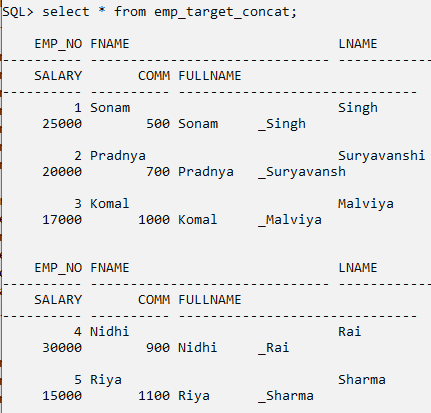 SQL> select * from emp_target_concat;
EMP_NO FNAME LNAME
---------- ------------------------------ ------------
SALARY COMM FULLNAME
---------- ---------- ------------------------------
1 Sonam Singh
25000 500 Sonam _Singh
2 Pradnya Suryavanshi
20000 700 Pradnya _Suryavansh
3 Komal Malviya
17000 1000 Komal _Malviya
EMP_NO FNAME LNAME
---------- ------------------------------ ------------
SALARY COMM FULLNAME
---------- ---------- ------------------------------
4 Nidhi Rai
30000 900 Nidhi _Rai
5 Riya Sharma
15000 1100 Riya _Sharma